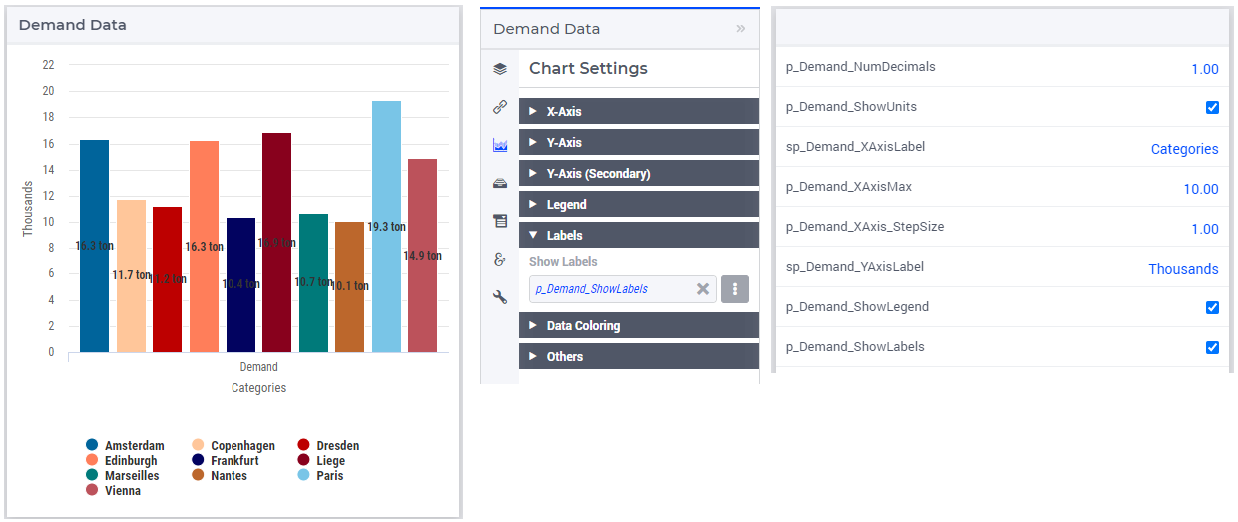 Demand Data
22
20
18
16
14
12
10
8
6
4
2
0
Thousands
16.3 ton
11.7 ton
11.2 ton
16.3 ton
10.4 ton
ton
10.7 ton
10.1 ton
19.3 ton
14.9 ton
Demand
Categories
Amsterdam Copenhagen Dresden
Edinburgh Frankfurt Liege
Marseilles Nantes Paris
Vienna
Demand Data »
Chart Settings
X-Axis
Y-Axis
Y-Axis (Secondary)
Legend
Labels
Show Labels
p_Demand_ShowLabels
Data Coloring
Others
p_Demand_NumDecimals 1.00
p_Demand_ShowUnits
sp_Demand_XAxisLabel Categories
p_Demand_XAxisMax 10.00
p_Demand_XAxis_StepSize 1.00
sp_Demand_YAxisLabel Thousands
p_Demand_ShowLegend
p_Demand_ShowLabels